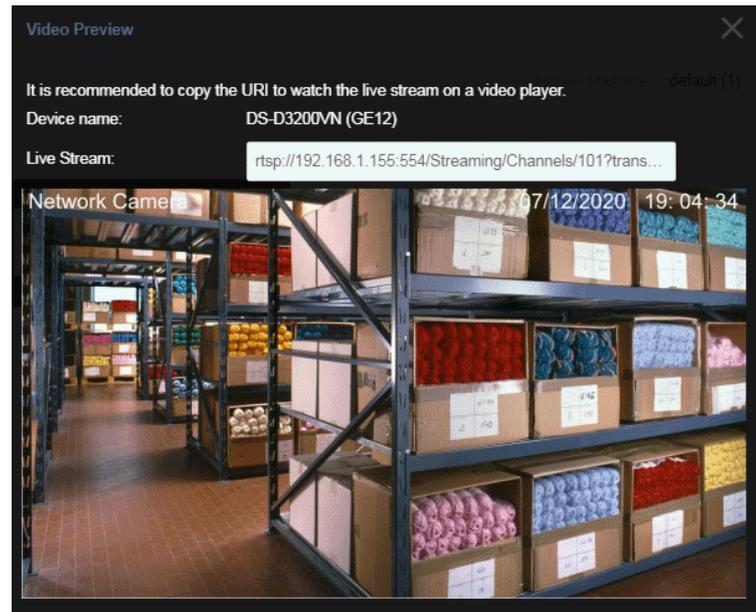 Video Preview
default (1)
It is recommended to copy the URI to watch the live stream on a video player.
Device name: DS-D3200VN (GE12)
Live Stream: rtsp://192.168.1.155:554/Streaming/Channels/101?trans...
Network Camera 07/12/2020 19: 04: 34